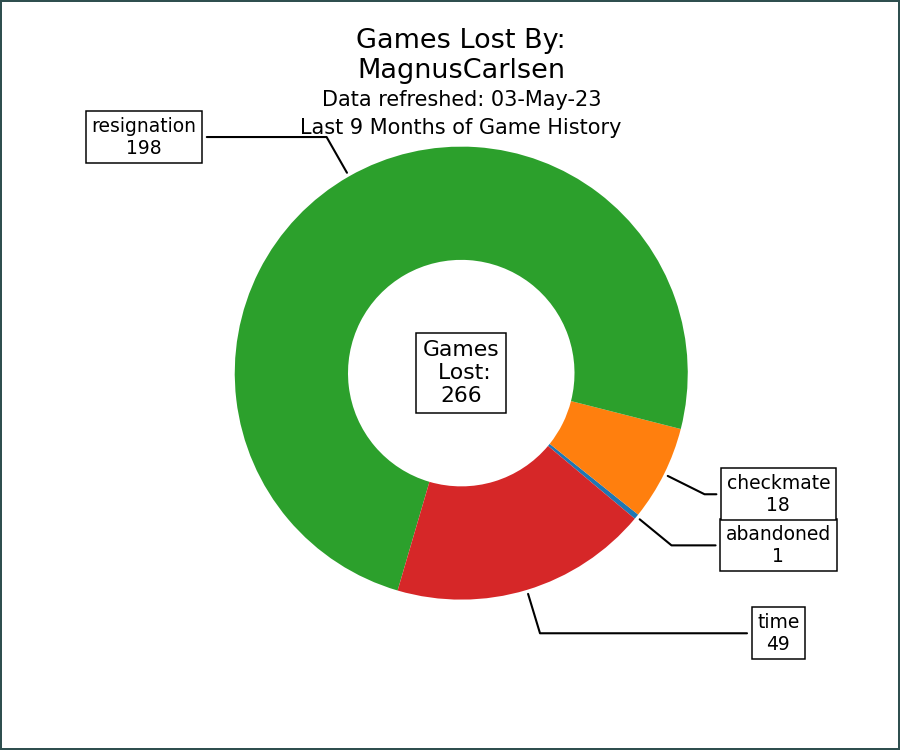 Games Lost By:
MagnusCarlsen
Data refreshed: 03-May-23
Last 9 Months of Game History
resignation
198
Games
Lost:
266
checkmate
18
abandoned
1
time
49